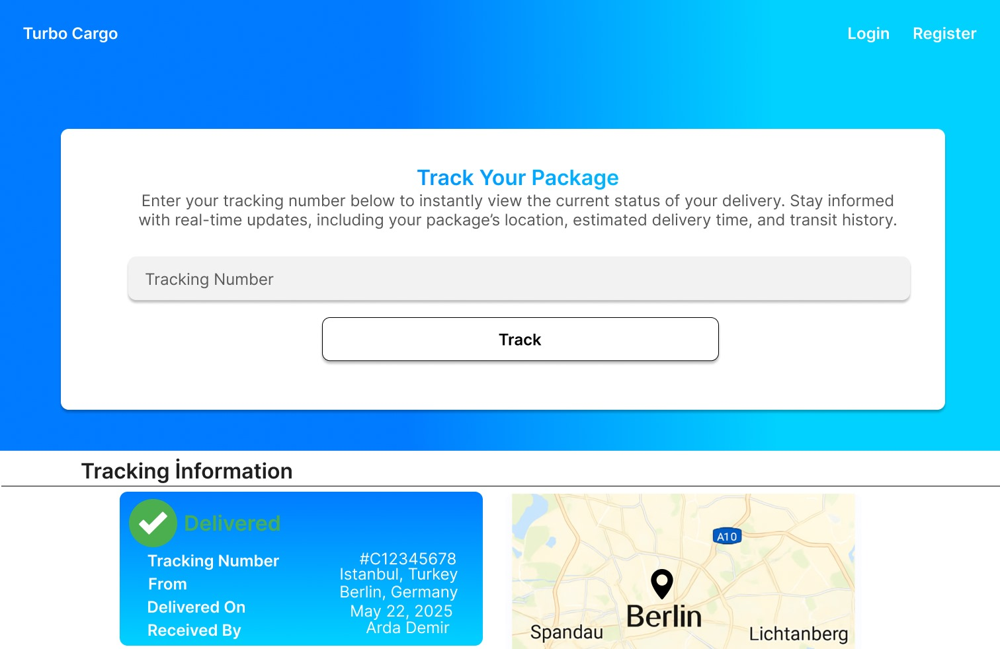 Turbo Cargo
Login Register
Track Your Package
Enter your tracking number below to instantly view the current status of your delivery. Stay informed
with real-time updates, including your package’s location, estimated delivery time, and transit history.
Tracking Number
Track
Tracking İnformation
Delivered
Tracking Number #C12345678
From Istanbul, Turkey
Berlin, Germany
Delivered On May 22, 2025
Received By Arda Demir
A10
Berlin
Spandau
Lichtanberg